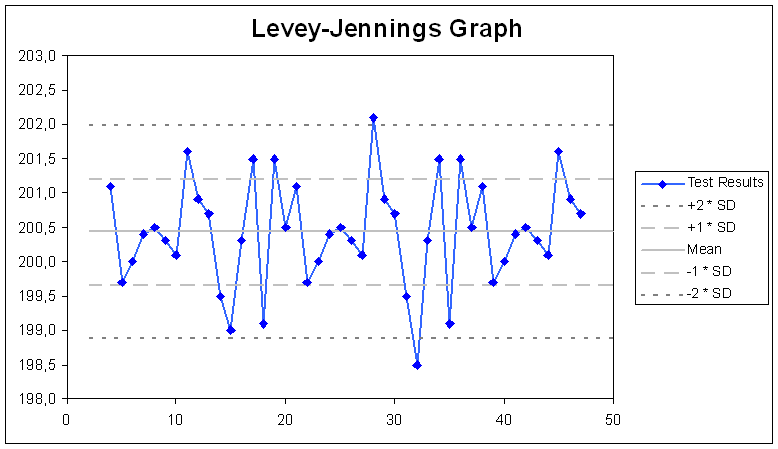 Levey-Jennings Graph
203,0
202,5
202,0
201,5
201,0
200,5
200,0
199,5
199,0
198,5
198,0
0 10 20 30 40 50
Test Results
+2 * SD
+1 * SD
Mean
-1 * SD
-2 * SD